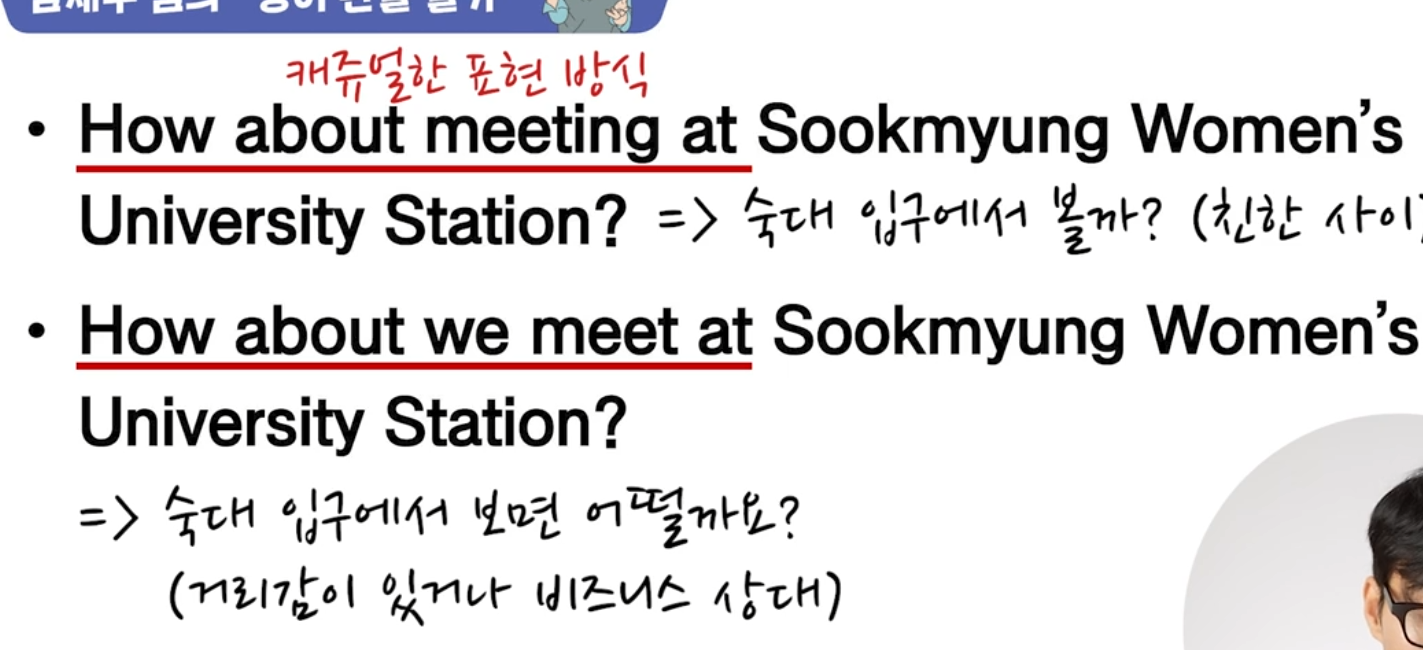 캐쥬얼한 표현 방식
• How about meeting at Sookmyung Women's
University Station? => 숙대 입구에서 볼까? (친한 사이
• How about we meet at Sookmyung Women's
University Station?
=> 숙대 입구에서 보면 어떨까요?
(거리감이 있거나 비즈니스 상대)